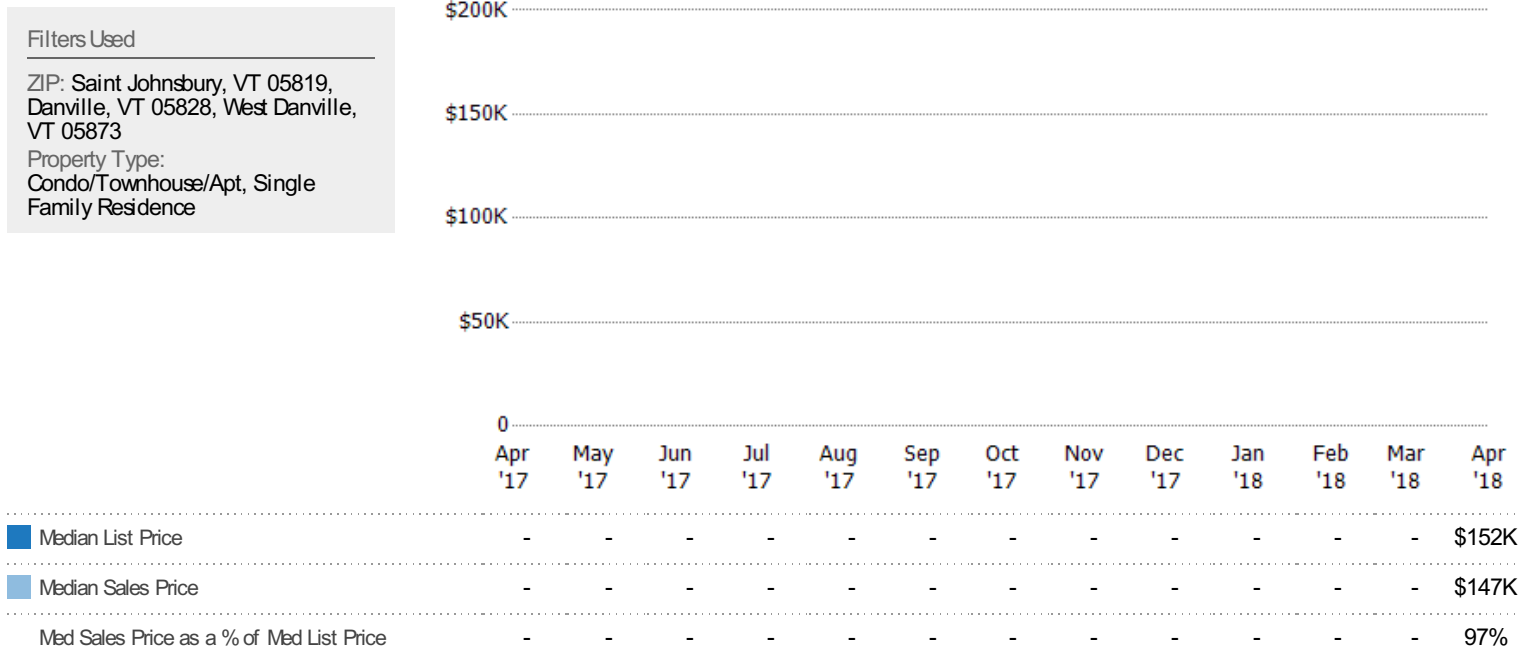 Filters Used
ZIP: Saint Johnsbury, VT 05819,
Danville, VT 05828, West Danville,
VT 05873
Property Type:
Condo/Townhouse/Apt, Single
Family Residence
$200K
$150K
$100K
$50K
0
Apr May Jun Jul Aug Sep Oct Nov Dec Jan Feb Mar Apr
'17 '17 '17 '17 '17 '17 '17 '17 '17 '18 '18 '18 '18
Median List Price - - - - - - - - - - - - $152K
Median Sales Price - - - - - - - - - - - - $147K
Med Sales Price as a % of Med List Price - - - - - - - - - - - - 97%